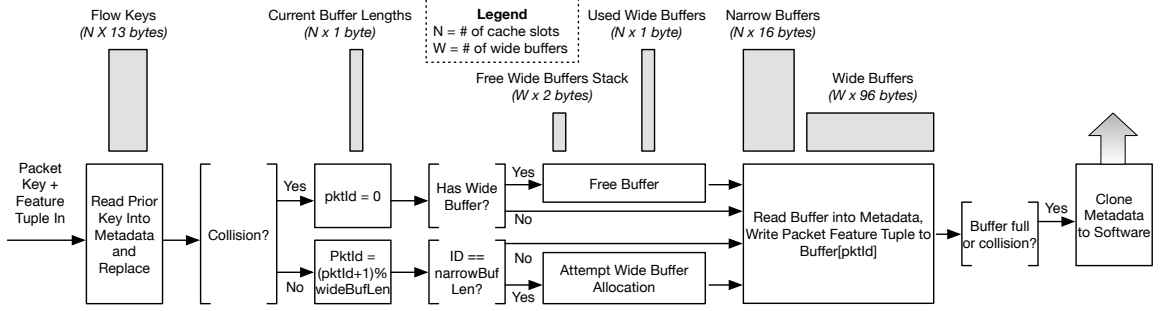 Flow Keys
(N X 13 bytes)
Current Buffer Lengths
(N x 1 byte)
Legend
N = # of cache slots
W = # of wide buffers
Used Wide Buffers
(N x 1 byte)
Narrow Buffers
(N x 16 bytes)
Free Wide Buffers Stack
(W x 2 bytes)
Wide Buffers
(W x 96 bytes)
Packet
Key +
Feature
Tuple In
Read Prior
Key Into
Metadata
and
Replace
Collision?
Yes
No
pktId = 0
PktId =
(pktId+1)%
wideBufLen
Has Wide
Buffer?
Yes
No
ID ==
narrowBuf
Len?
No
Yes
Free Buffer
Attempt Wide Buffer
Allocation
Read Buffer into Metadata,
Write Packet Feature Tuple to
Buffer[pktId]
Buffer full
or collision?
Yes
Clone
Metadata
to Software